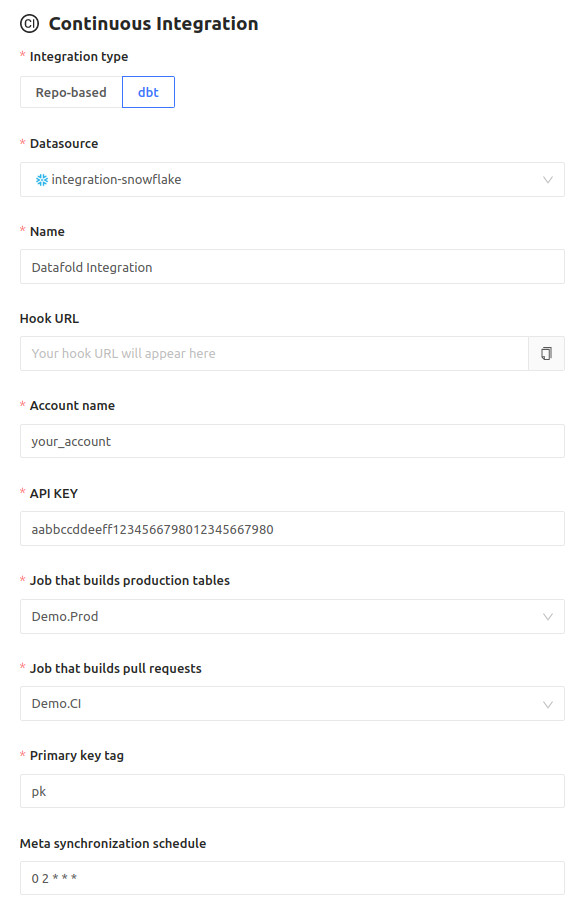 CI Continuous Integration
* Integration type
Repo-based dbt
* Datasource
integration-snowflake
* Name
Datafold Integration
Hook URL
Your hook URL will appear here
* Account name
your_account
* API KEY
aabbccddeeff1234566798012345667980
* Job that builds production tables
Demo.Prod
* Job that builds pull requests
Demo.CI
* Primary key tag
pk
Meta synchronization schedule
0 2 * * *